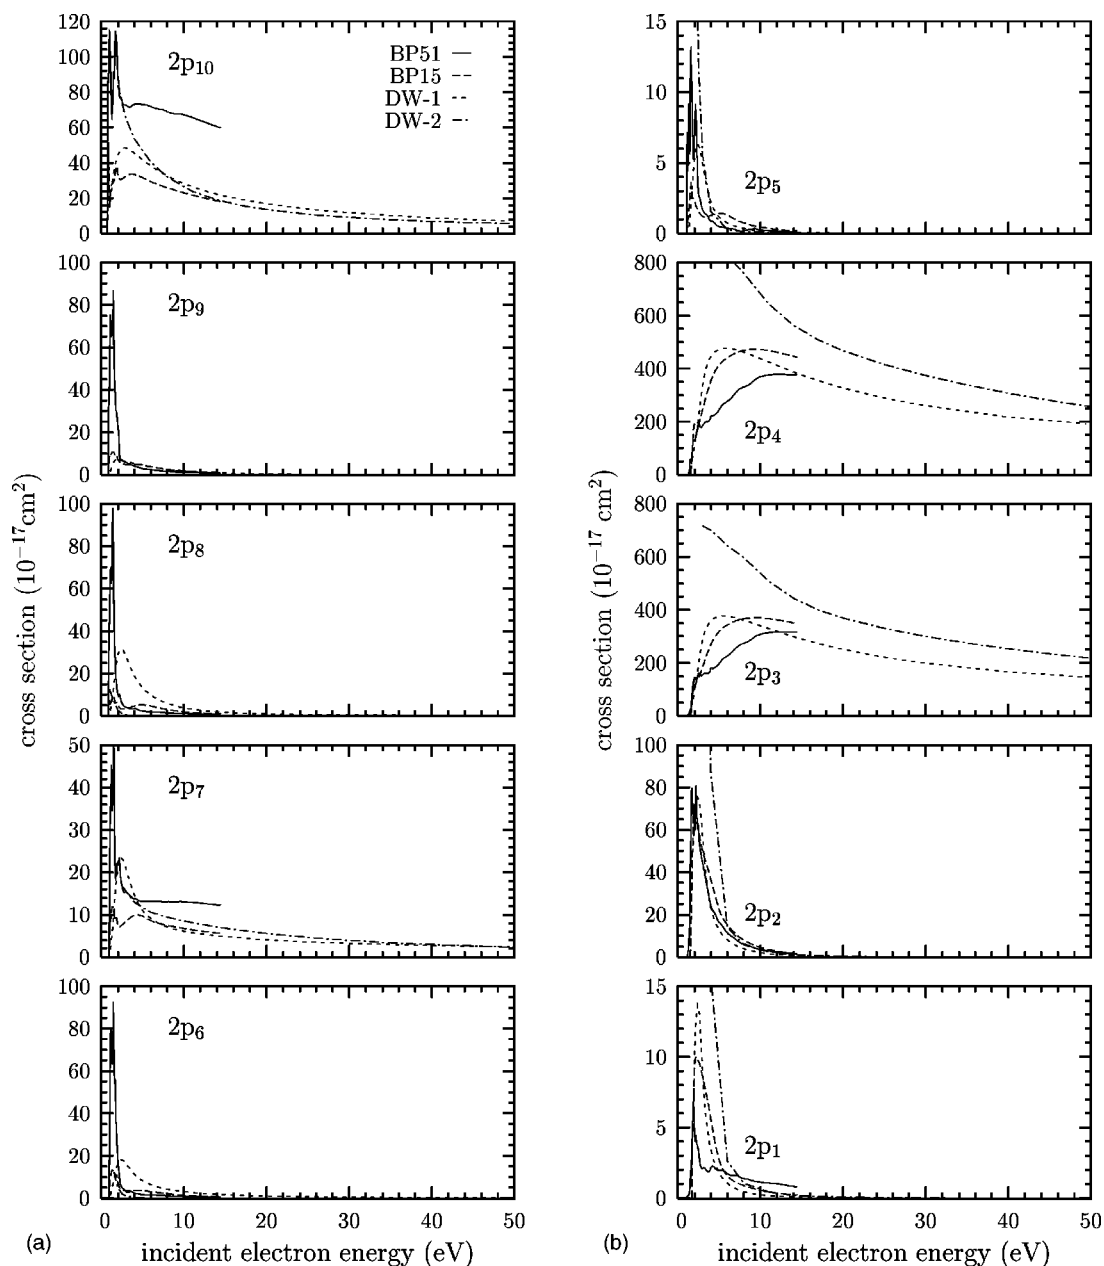 120
100
80
60
40
20
0
2p₁₀
BP51
BP15
DW-1
DW-2
100
80
60
40
20
0
2p₉
100
80
60
40
20
0
2p₈
50
40
30
20
10
0
2p₇
100
80
60
40
20
0
2p₆
0 10 20 30 40 50
cross section (10⁻¹⁷cm²)
(a) incident electron energy (eV)
15
10
5
0
2p₅
800
600
400
200
0
2p₄
800
600
400
200
0
2p₃
100
80
60
40
20
0
2p₂
15
10
5
0
2p₁
0 10 20 30 40 50
cross section (10⁻¹⁷ cm²)
(b) incident electron energy (eV)